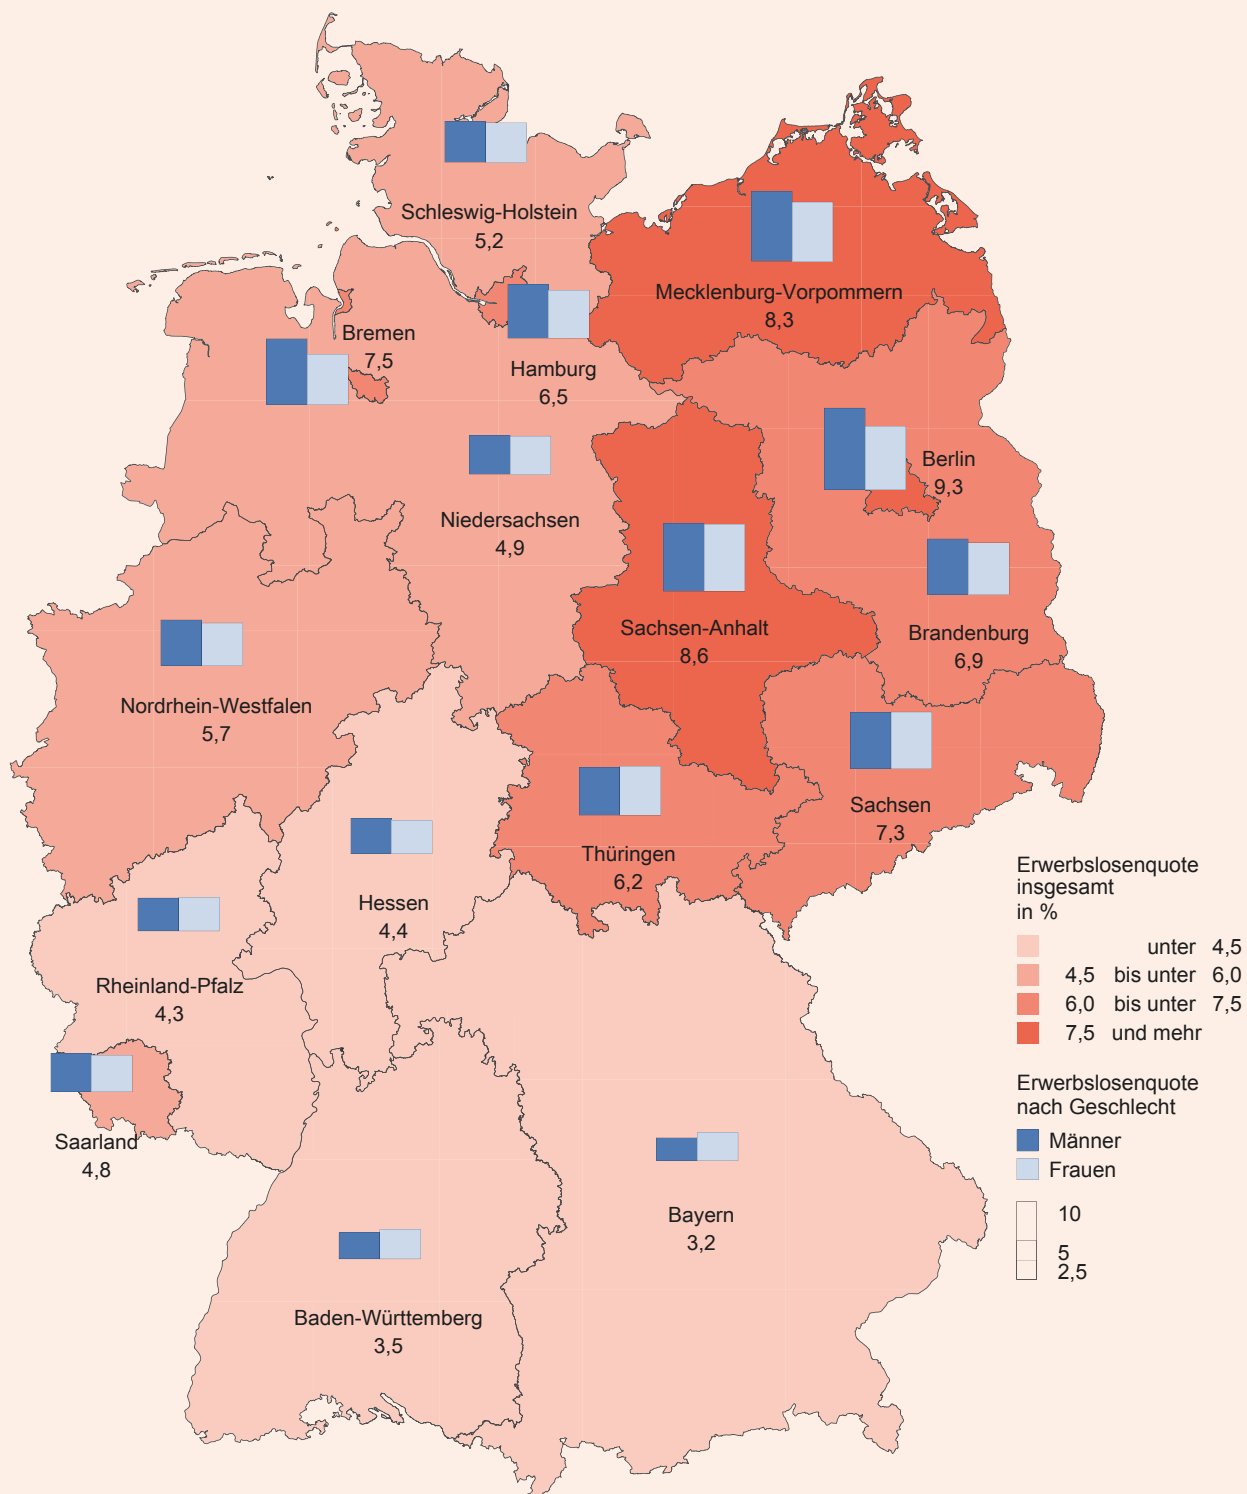 Schleswig-Holstein
5,2
Mecklenburg-Vorpommern
8,3
Bremen
7,5
Hamburg
6,5
Berlin
9,3
Niedersachsen
4,9
Sachsen-Anhalt
8,6
Brandenburg
6,9
Nordrhein-Westfalen
5,7
Sachsen
7,3
Thüringen
6,2
Hessen
4,4
Rheinland-Pfalz
4,3
Saarland
4,8
Bayern
3,2
Baden-Württemberg
3,5
Erwerbslosenquote
insgesamt
in %
unter 4,5
4,5 bis unter 6,0
6,0 bis unter 7,5
7,5 und mehr
Erwerbslosenquote
nach Geschlecht
Männer
Frauen
10
5
2,5